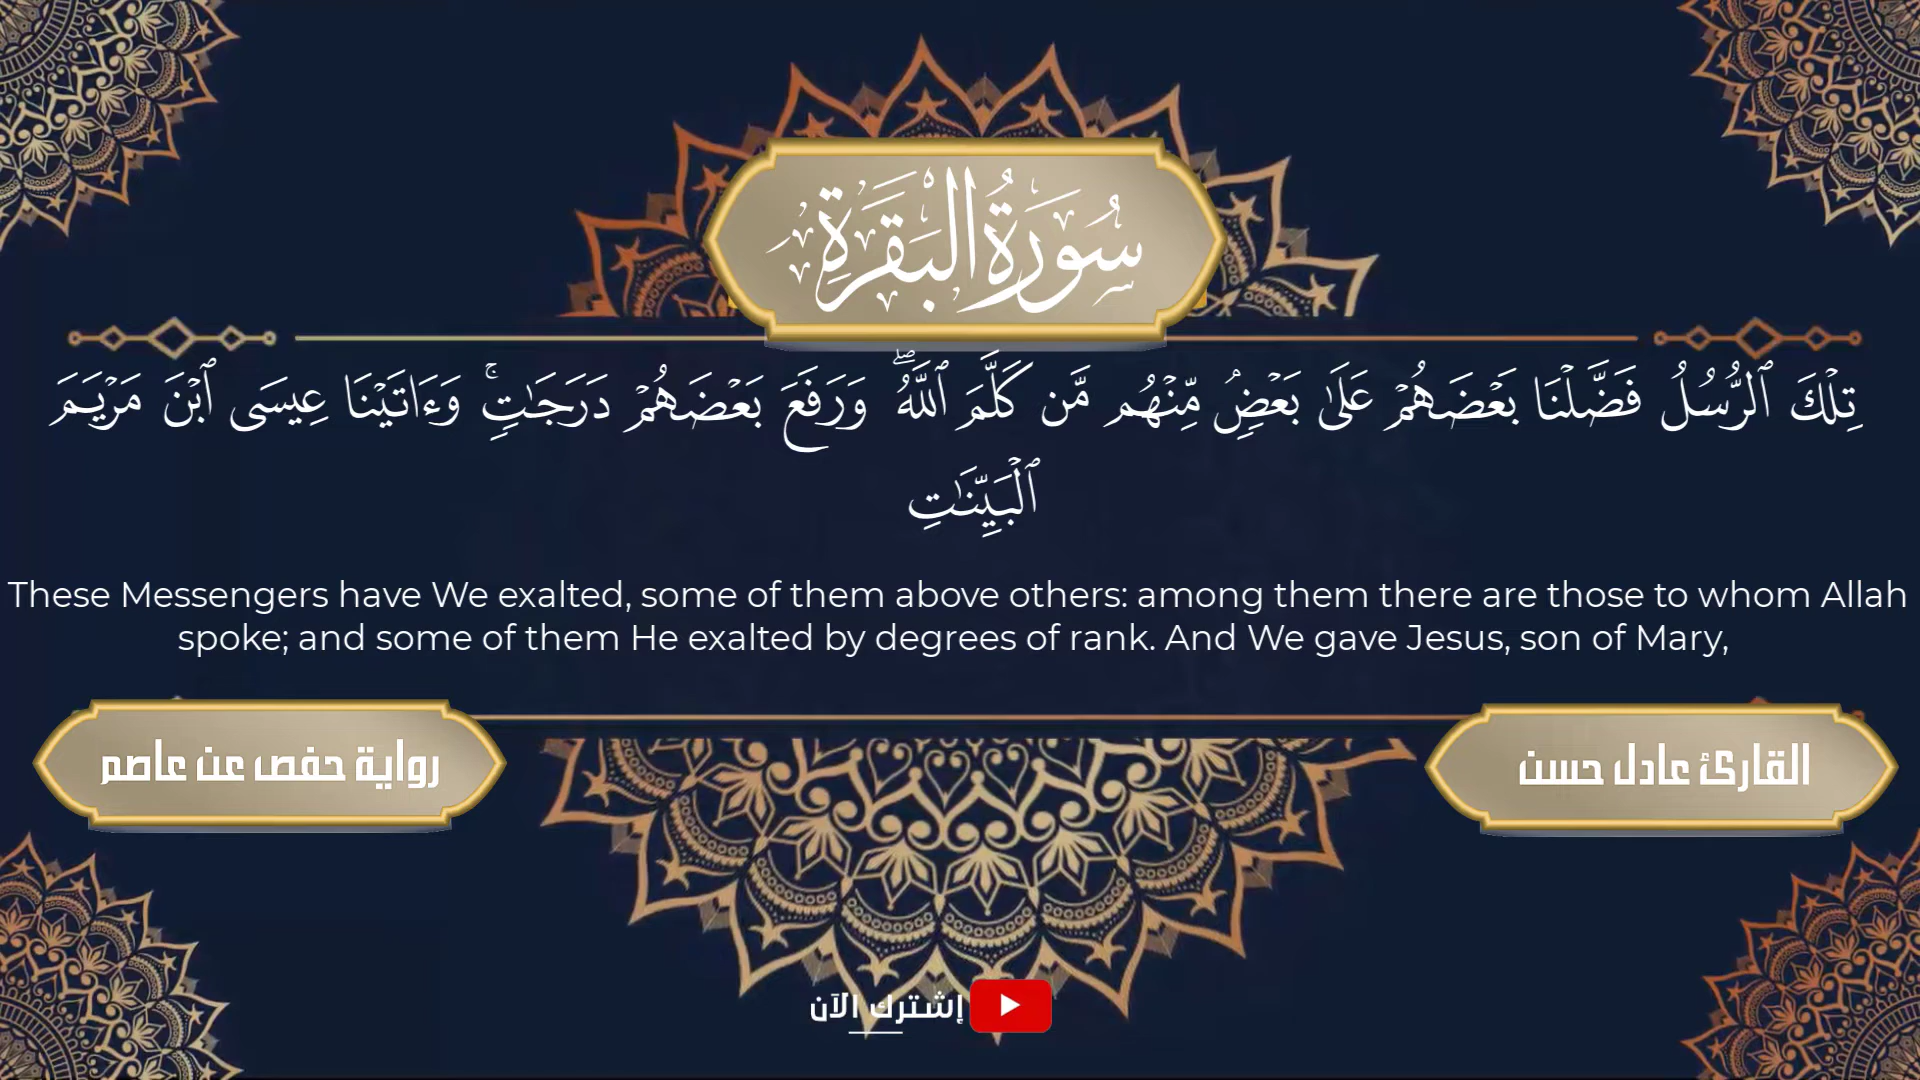 سُورَةُ البَقَرَةِ
تِلْكَ ٱلرُّسُلُ فَضَّلْنَا بَعْضَهُمْ عَلَىٰ بَعْضٍۢ مِّنْهُم مَّن كَلَّمَ ٱللَّهُ ۖ وَرَفَعَ بَعْضَهُمْ دَرَجَـٰتٍۢ ۚ وَءَاتَيْنَا عِيسَى ٱبْنَ مَرْيَمَ
ٱلْبَيِّنَـٰتِ
These Messengers have We exalted, some of them above others: among them there are those to whom Allah
spoke; and some of them He exalted by degrees of rank. And We gave Jesus, son of Mary,
القارئ عادل حسن
رواية حفص عن عاصم
إشترك الآن